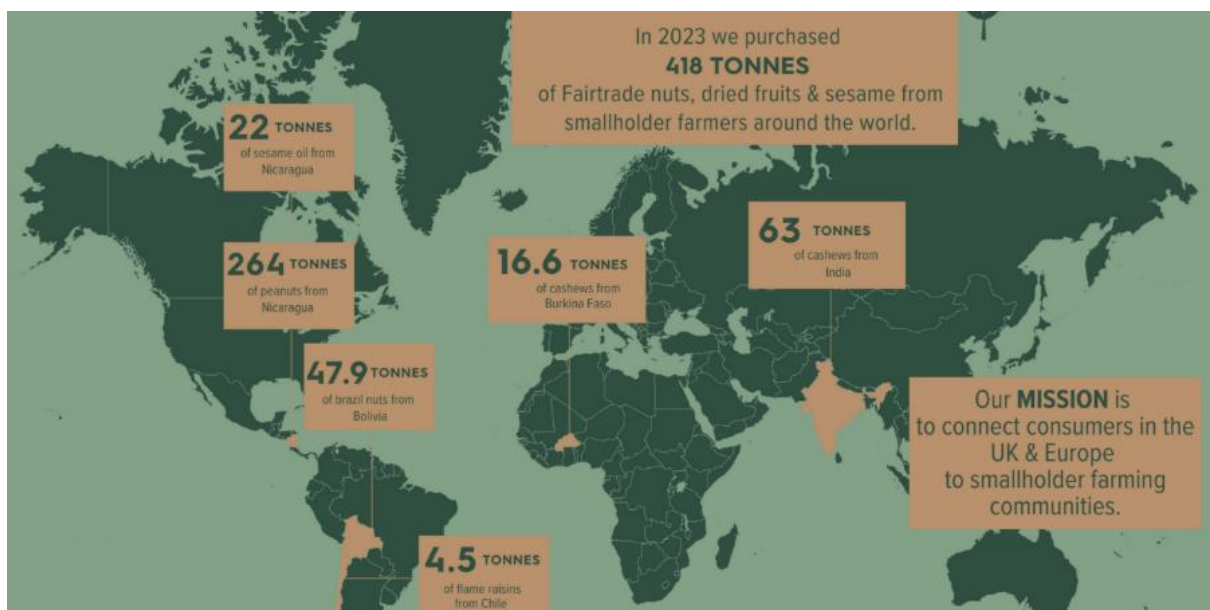 In 2023 we purchased
418 TONNES
of Fairtrade nuts, dried fruits & sesame from
smallholder farmers around the world.
22 TONNES
of sesame oil from
Nicaragua
264 TONNES
of peanuts from
Nicaragua
47.9 TONNES
of brazil nuts from
Bolivia
4.5 TONNES
of flame raisins
from Chile
16.6 TONNES
of cashews from
Burkina Faso
63 TONNES
of cashews from
India
Our MISSION is
to connect consumers in the
UK & Europe
to smallholder farming
communities.